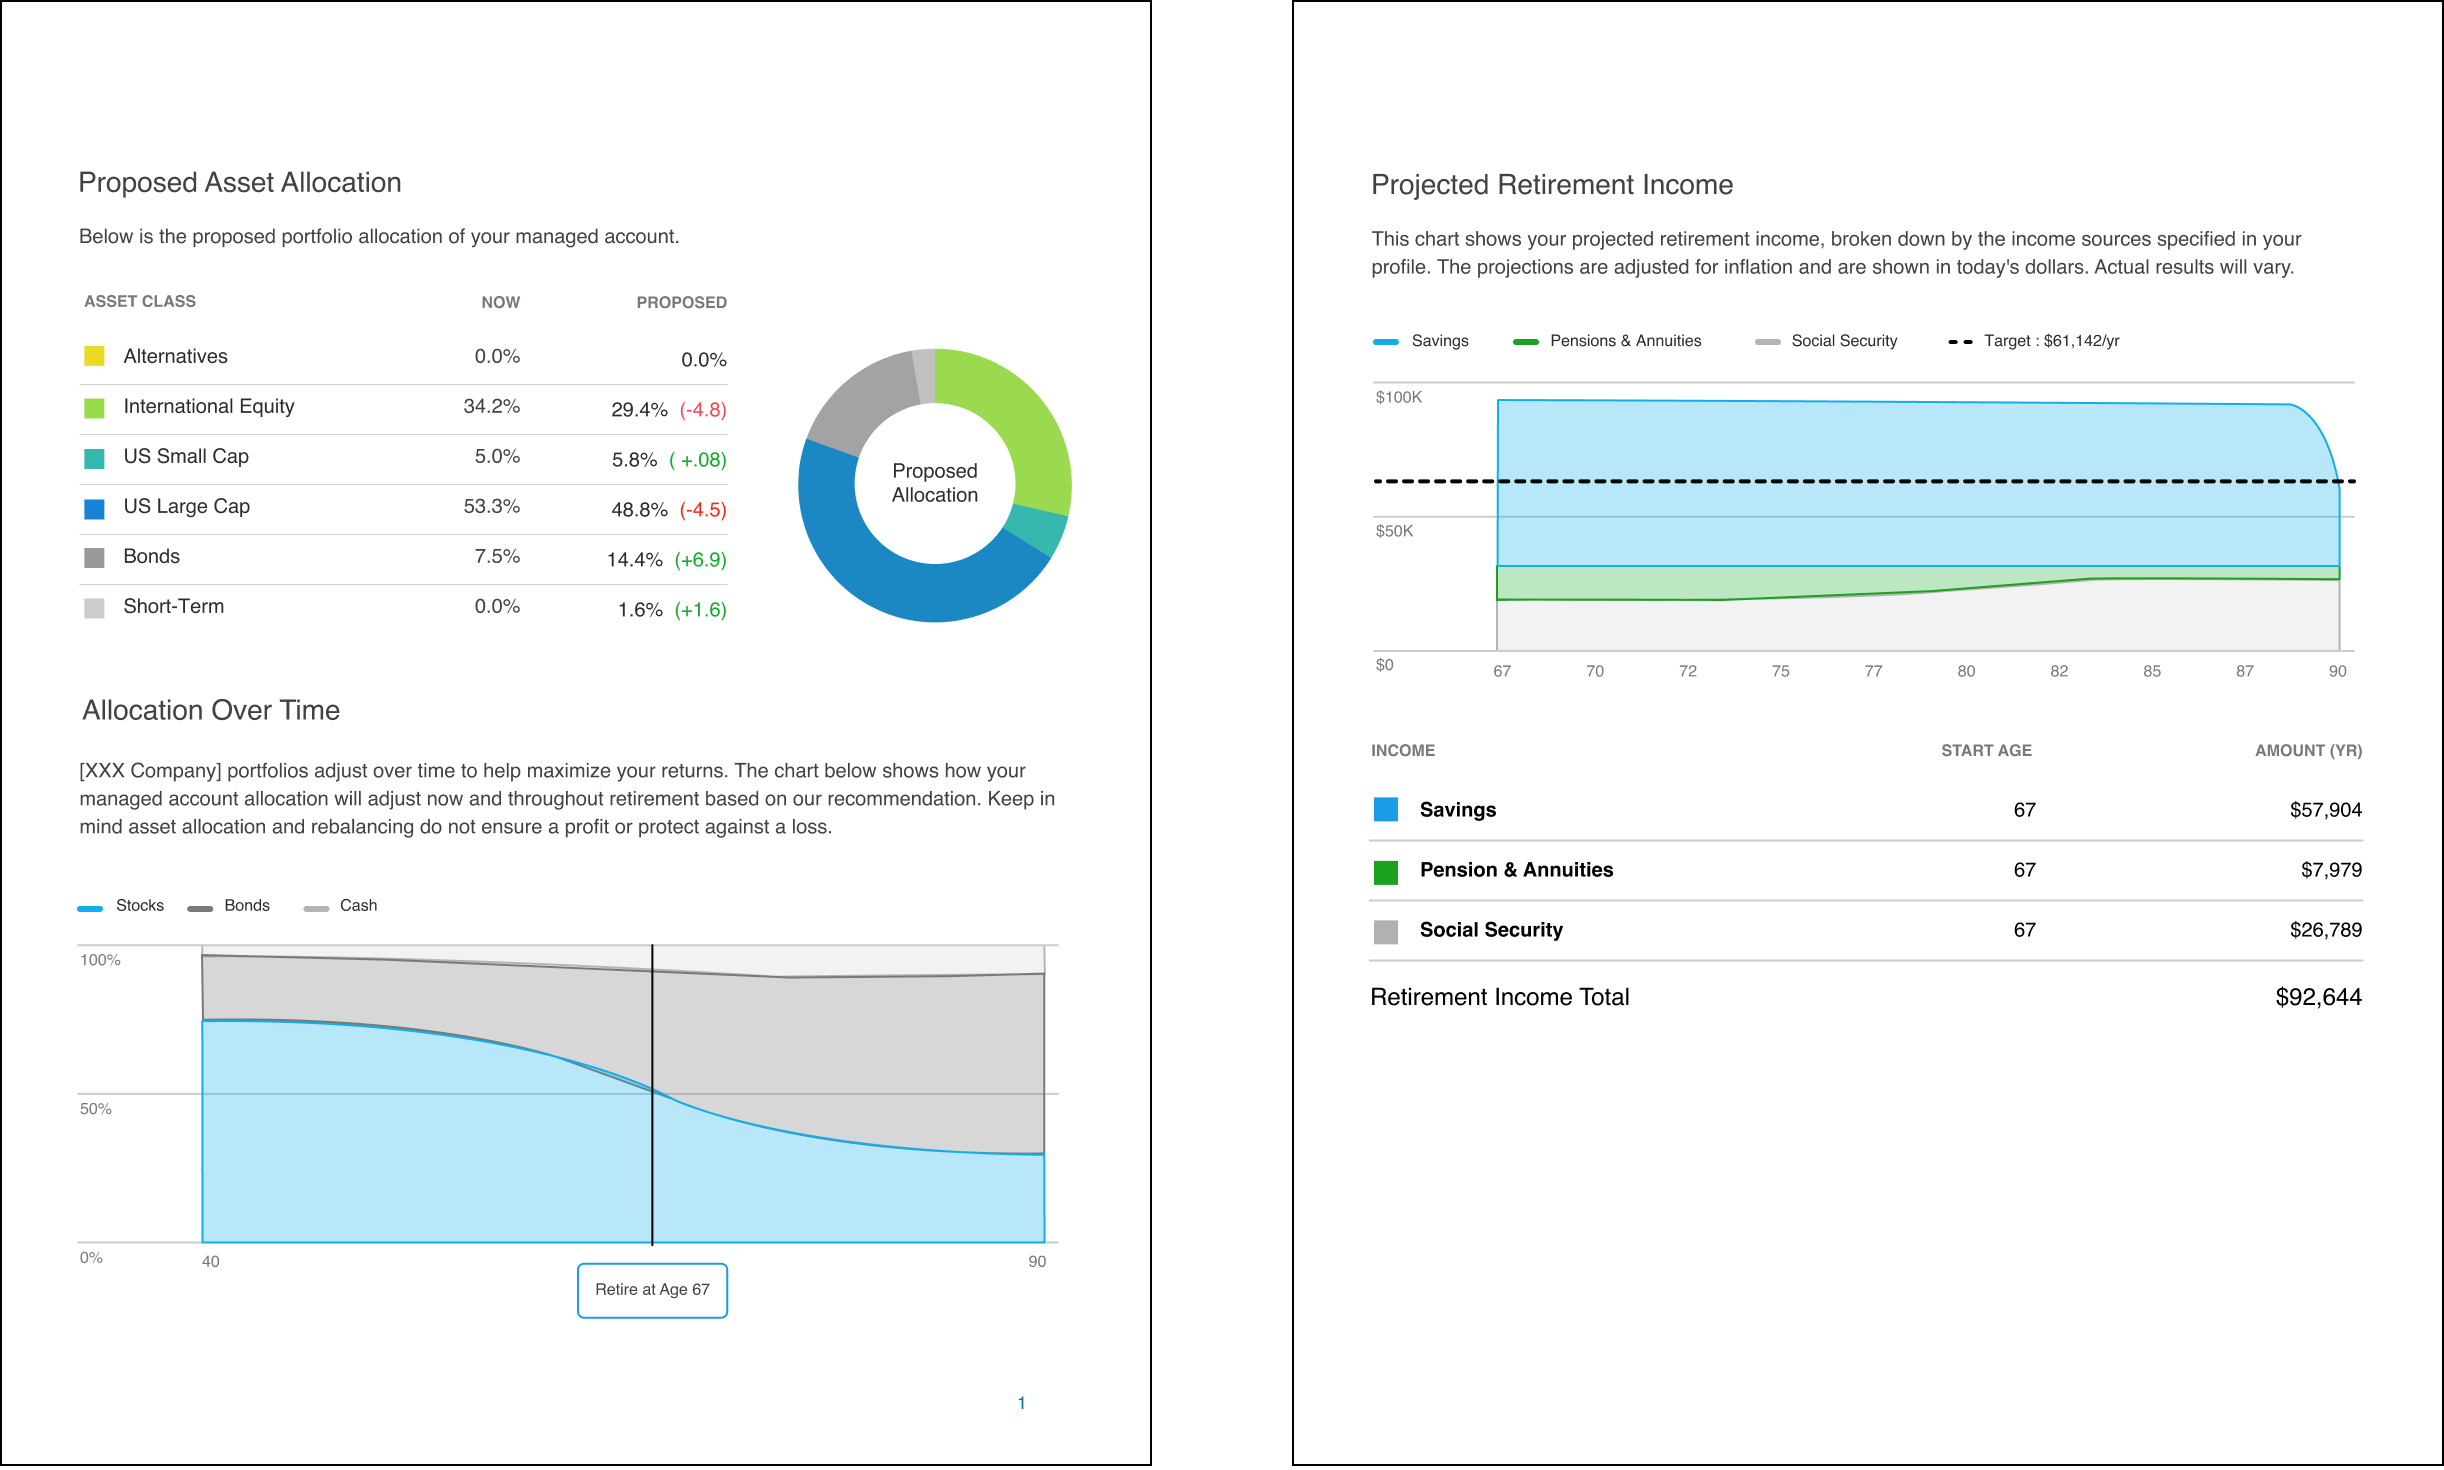 Proposed Asset Allocation
Below is the proposed portfolio allocation of your managed account.
ASSET CLASS NOW PROPOSED
Alternatives 0.0% 0.0%
International Equity 34.2% 29.4% (-4.8)
US Small Cap 5.0% 5.8% ( +.08)
US Large Cap 53.3% 48.8% (-4.5)
Bonds 7.5% 14.4% (+6.9)
Short-Term 0.0% 1.6% (+1.6)
Proposed
Allocation
Allocation Over Time
[XXX Company] portfolios adjust over time to help maximize your returns. The chart below shows how your
managed account allocation will adjust now and throughout retirement based on our recommendation. Keep in
mind asset allocation and rebalancing do not ensure a profit or protect against a loss.
Stocks Bonds Cash
100%
50%
0%
40 90
Retire at Age 67
1
Projected Retirement Income
This chart shows your projected retirement income, broken down by the income sources specified in your
profile. The projections are adjusted for inflation and are shown in today's dollars. Actual results will vary.
Savings Pensions & Annuities Social Security Target : $61,142/yr
$100K
$50K
$0
67 70 72 75 77 80 82 85 87 90
INCOME START AGE AMOUNT (YR)
Savings 67 $57,904
Pension & Annuities 67 $7,979
Social Security 67 $26,789
Retirement Income Total $92,644